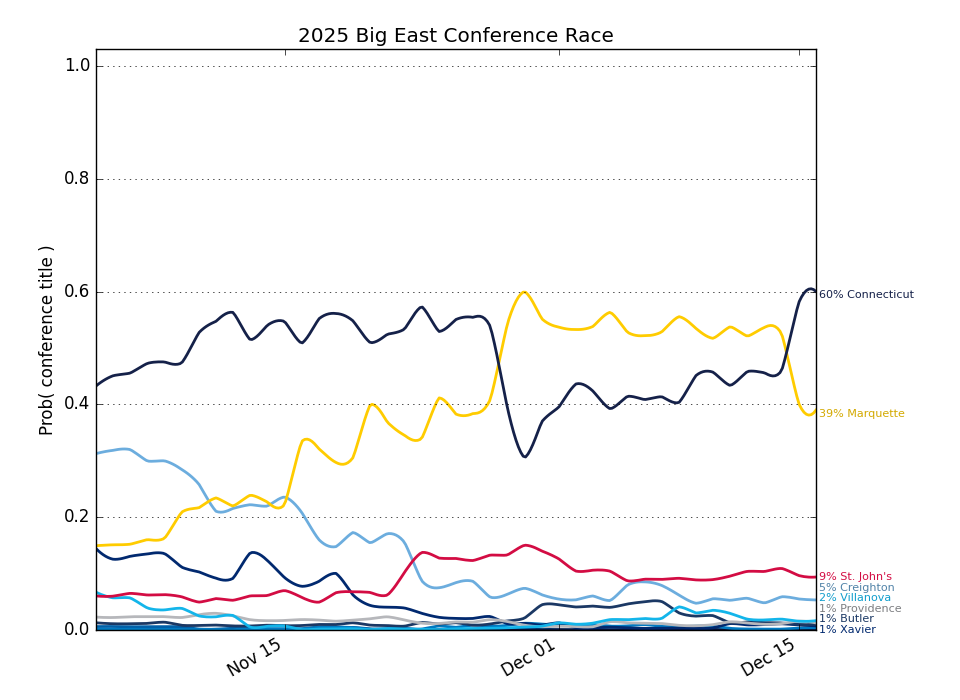 2025 Big East Conference Race
Prob( conference title )
1.0
0.8
0.6
0.4
0.2
0.0
Nov 15
Dec 01
Dec 15
60% Connecticut
39% Marquette
9% St. John's
5% Creighton
2% Villanova
1% Providence
1% Butler
1% Xavier